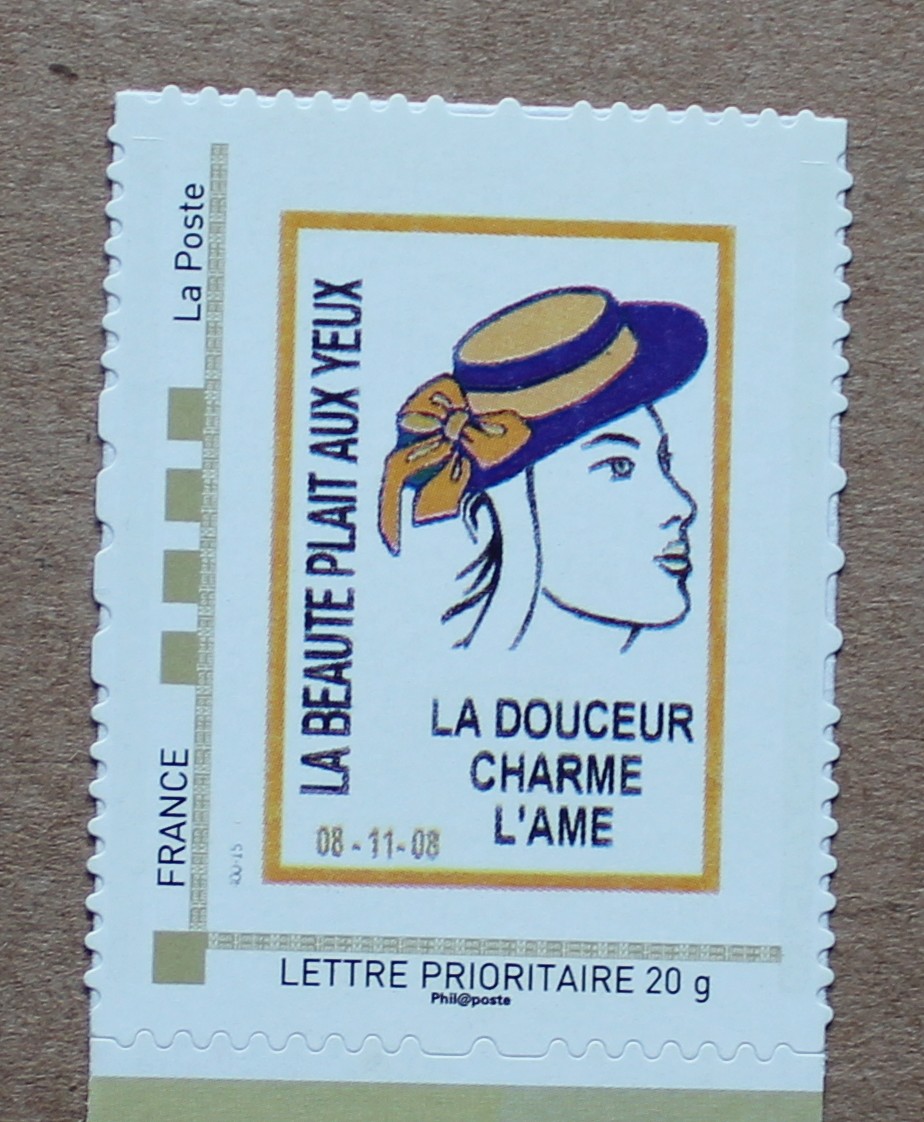 La Poste
FRANCE
LA BEAUTE PLAIT AUX YEUX
LA DOUCEUR
CHARME
L'AME
08-11-08
LETTRE PRIORITAIRE 20 g
Phil@poste